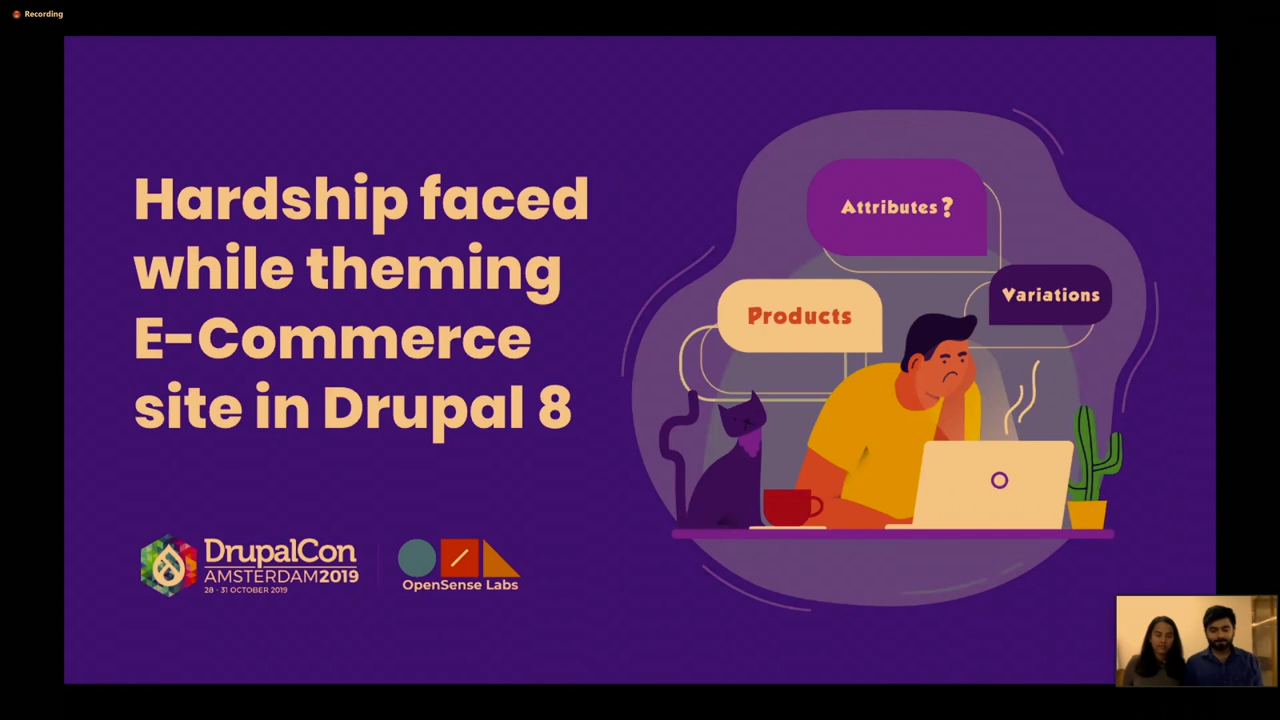 Recording
Hardship faced
while theming
E-Commerce
site in Drupal 8
Attributes?
Products
Variations
DrupalCon
AMSTERDAM2019
28 - 31 OCTOBER 2019
OpenSense Labs